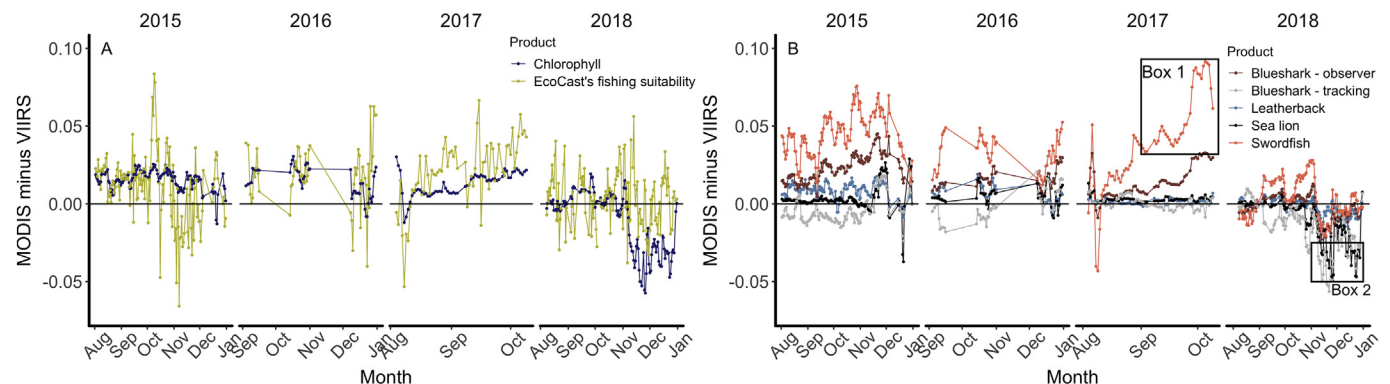 2015 2016 2017 2018
A
Product
Chlorophyll
EcoCast's fishing suitability
MODIS minus VIIRS
0.10
0.05
0.00
-0.05
Aug Sep Oct Nov Dec Jan
Sep Oct Nov Dec Jan
Aug Sep Oct
Aug Sep Oct Nov Dec Jan
Month
2015 2016 2017 2018
B
Product
Blueshark - observer
Blueshark - tracking
Leatherback
Sea lion
Swordfish
Box 1
Box 2
MODIS minus VIIRS
0.10
0.05
0.00
-0.05
Aug Sep Oct Nov Dec Jan
Sep Oct Nov Dec Jan
Aug Sep Oct
Aug Sep Oct Nov Dec Jan
Month